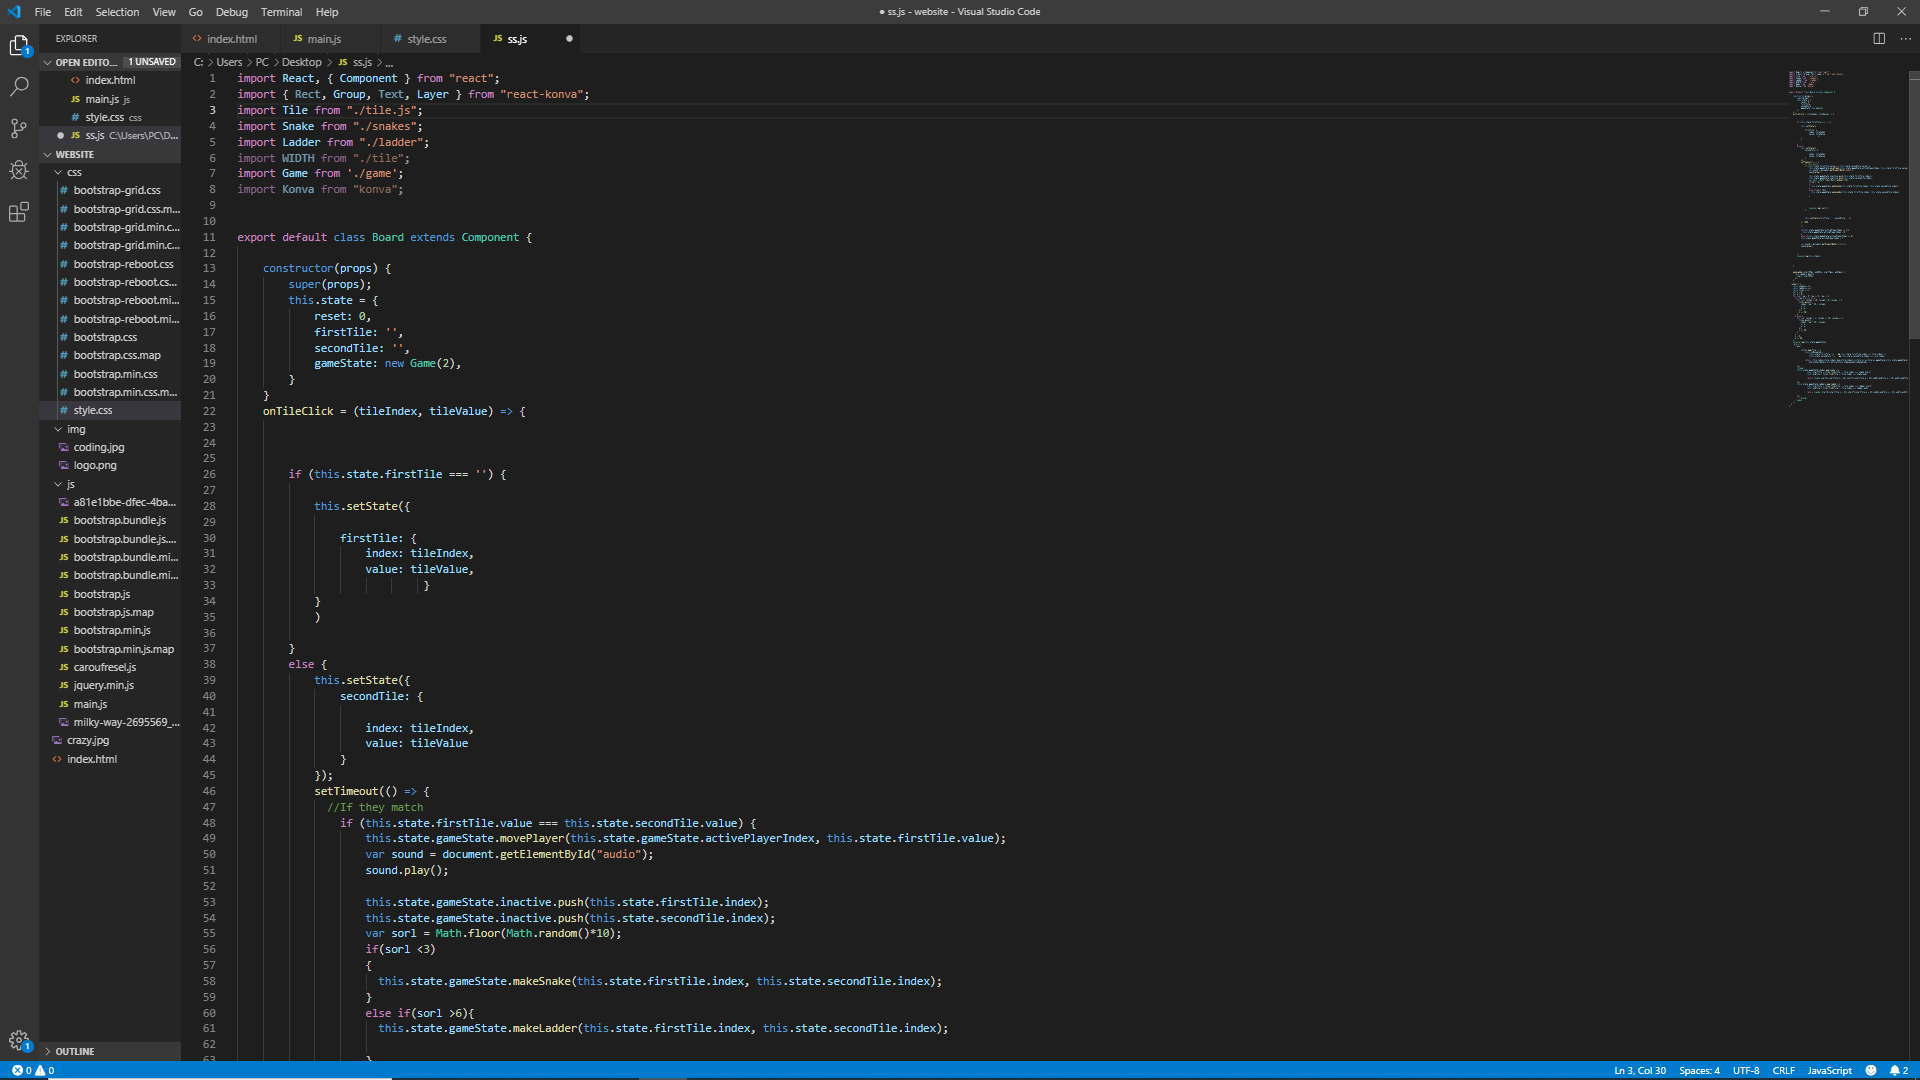 File Edit Selection View Go Debug Terminal Help
● ss.js - website - Visual Studio Code
EXPLORER
OPEN EDITO... 1 UNSAVED
index.html
main.js js
style.css css
● JS ss.js C:\Users\PC\D...
WEBSITE
css
# bootstrap-grid.css
# bootstrap-grid.css.m...
# bootstrap-grid.min.c...
# bootstrap-grid.min.c...
# bootstrap-reboot.css
# bootstrap-reboot.cs...
# bootstrap-reboot.mi...
# bootstrap-reboot.mi...
# bootstrap.css
# bootstrap.css.map
# bootstrap.min.css
# bootstrap.min.css.m...
# style.css
img
coding.jpg
logo.png
js
a81e1bbe-dfec-4ba...
JS bootstrap.bundle.js
JS bootstrap.bundle.js....
JS bootstrap.bundle.mi...
JS bootstrap.bundle.mi...
JS bootstrap.js
JS bootstrap.js.map
JS bootstrap.min.js
JS bootstrap.min.js.map
JS caroufresel.js
JS jquery.min.js
JS main.js
milky-way-2695569_...
crazy.jpg
<> index.html
OUTLINE
<> index.html JS main.js # style.css JS ss.js ●
C: > Users > PC > Desktop > JS ss.js > ...
1 import React, { Component } from "react";
2 import { Rect, Group, Text, Layer } from "react-konva";
3 import Tile from "./tile.js";
4 import Snake from "./snakes";
5 import Ladder from "./ladder";
6 import WIDTH from "./tile";
7 import Game from './game';
8 import Konva from "konva";
9
10
11 export default class Board extends Component {
12
13 constructor(props) {
14 super(props);
15 this.state = {
16 reset: 0,
17 firstTile: '',
18 secondTile: '',
19 gameState: new Game(2),
20 }
21 }
22 onTileClick = (tileIndex, tileValue) => {
23
24
25
26 if (this.state.firstTile === '') {
27
28 this.setState({
29
30 firstTile: {
31 index: tileIndex,
32 value: tileValue,
33 }
34 }
35 )
36
37 }
38 else {
39 this.setState({
40 secondTile: {
41
42 index: tileIndex,
43 value: tileValue
44 }
45 });
46 setTimeout(() => {
47 //If they match
48 if (this.state.firstTile.value === this.state.secondTile.value) {
49 this.state.gameState.movePlayer(this.state.gameState.activePlayerIndex, this.state.firstTile.value);
50 var sound = document.getElementById("audio");
51 sound.play();
52
53 this.state.gameState.inactive.push(this.state.firstTile.index);
54 this.state.gameState.inactive.push(this.state.secondTile.index);
55 var sorl = Math.floor(Math.random()*10);
56 if(sorl <3)
57 {
58 this.state.gameState.makeSnake(this.state.firstTile.index, this.state.secondTile.index);
59 }
60 else if(sorl >6){
61 this.state.gameState.makeLadder(this.state.firstTile.index, this.state.secondTile.index);
62
63 }
0 0 Ln 3, Col 30 Spaces: 4 UTF-8 CRLF JavaScript 2